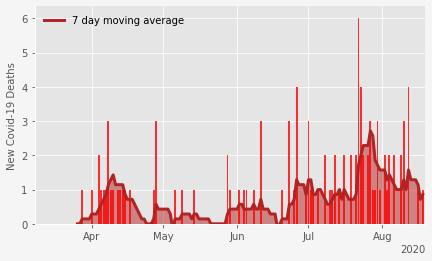 7 day moving average
New Covid-19 Deaths
6
5
4
3
2
1
0
Apr
May
Jun
Jul
Aug
2020